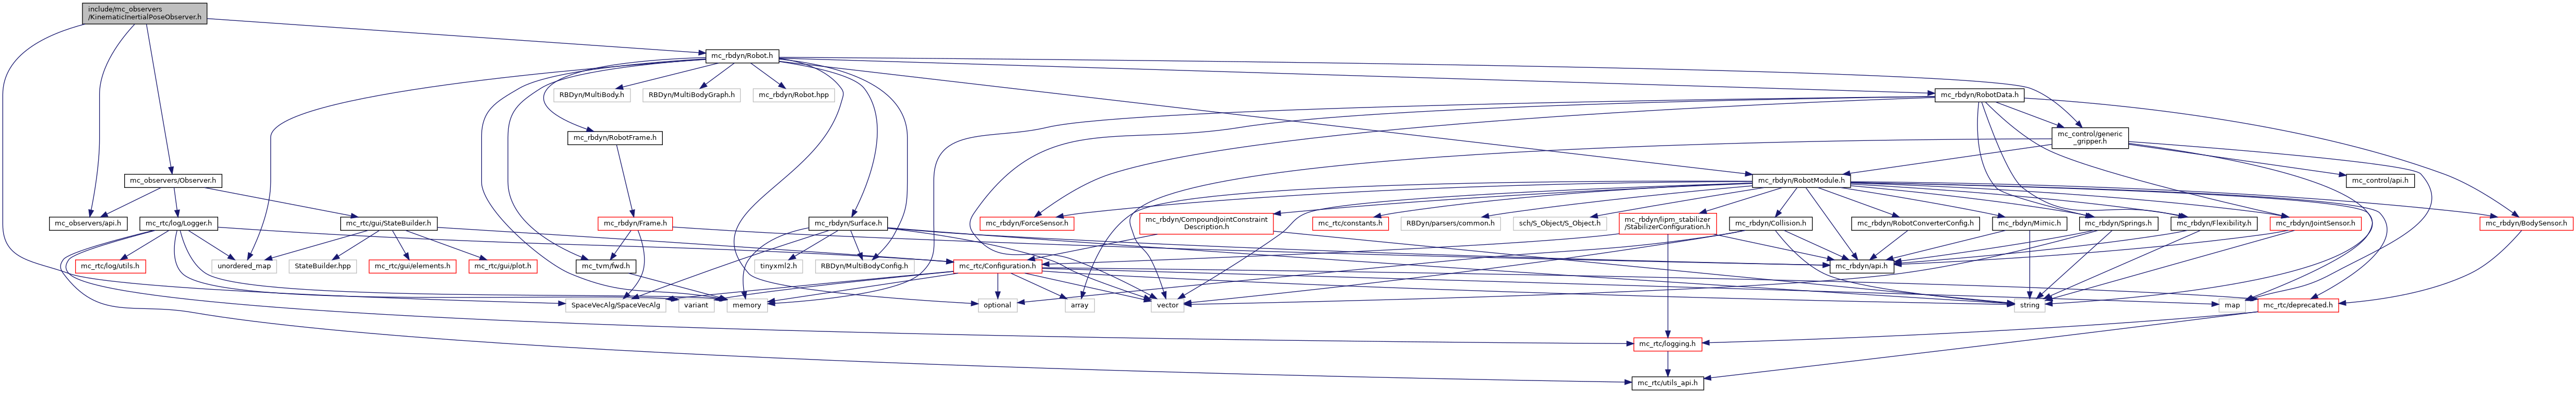 include/mc_observers
/KinematicInertialPoseObserver.h
mc_rbdyn/Robot.h
RBDyn/MultiBody.h
RBDyn/MultiBodyGraph.h
mc_rbdyn/Robot.hpp
mc_rbdyn/RobotData.h
mc_rbdyn/RobotFrame.h
mc_control/generic
_gripper.h
mc_observers/Observer.h
mc_rbdyn/RobotModule.h
mc_control/api.h
mc_observers/api.h
mc_rtc/log/Logger.h
mc_rtc/gui/StateBuilder.h
mc_rbdyn/Frame.h
mc_rbdyn/Surface.h
mc_rbdyn/ForceSensor.h
mc_rbdyn/CompoundJointConstraint
Description.h
mc_rtc/constants.h
RBDyn/parsers/common.h
sch/S_Object/S_Object.h
mc_rbdyn/lipm_stabilizer
/StabilizerConfiguration.h
mc_rbdyn/Collision.h
mc_rbdyn/RobotConverterConfig.h
mc_rbdyn/Mimic.h
mc_rbdyn/Springs.h
mc_rbdyn/Flexibility.h
mc_rbdyn/JointSensor.h
mc_rbdyn/BodySensor.h
mc_rtc/log/utils.h
unordered_map
StateBuilder.hpp
mc_rtc/gui/elements.h
mc_rtc/gui/plot.h
mc_tvm/fwd.h
tinyxml2.h
RBDyn/MultiBodyConfig.h
mc_rtc/Configuration.h
mc_rbdyn/api.h
SpaceVecAlg/SpaceVecAlg
variant
memory
optional
array
vector
string
map
mc_rtc/deprecated.h
mc_rtc/logging.h
mc_rtc/utils_api.h